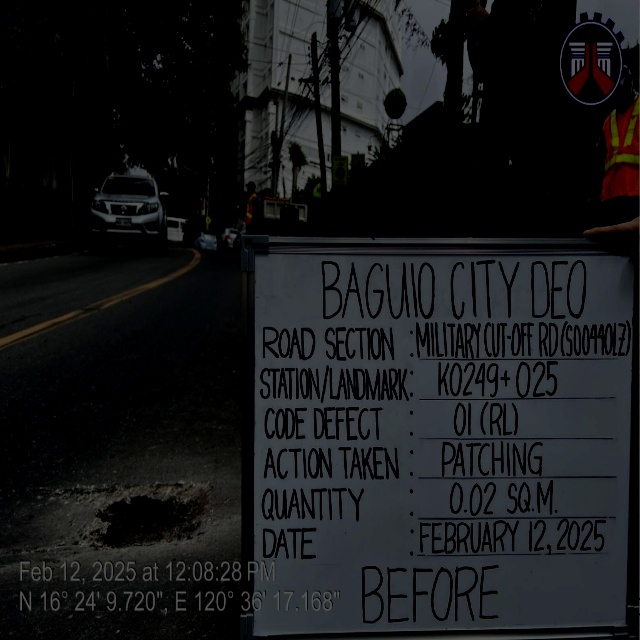 BAGUIO CITY DEO
ROAD SECTION : MILITARY CUT-OFF RD (S00440LZ)
STATION/LANDMARK : K0249+025
CODE DEFECT : 01 (RL)
ACTION TAKEN : PATCHING
QUANTITY : 0.02 SQ.M.
DATE : FEBRUARY 12, 2025
BEFORE
Feb 12, 2025 at 12:08:28 PM
N 16° 24' 9.720", E 120° 36' 17.168"